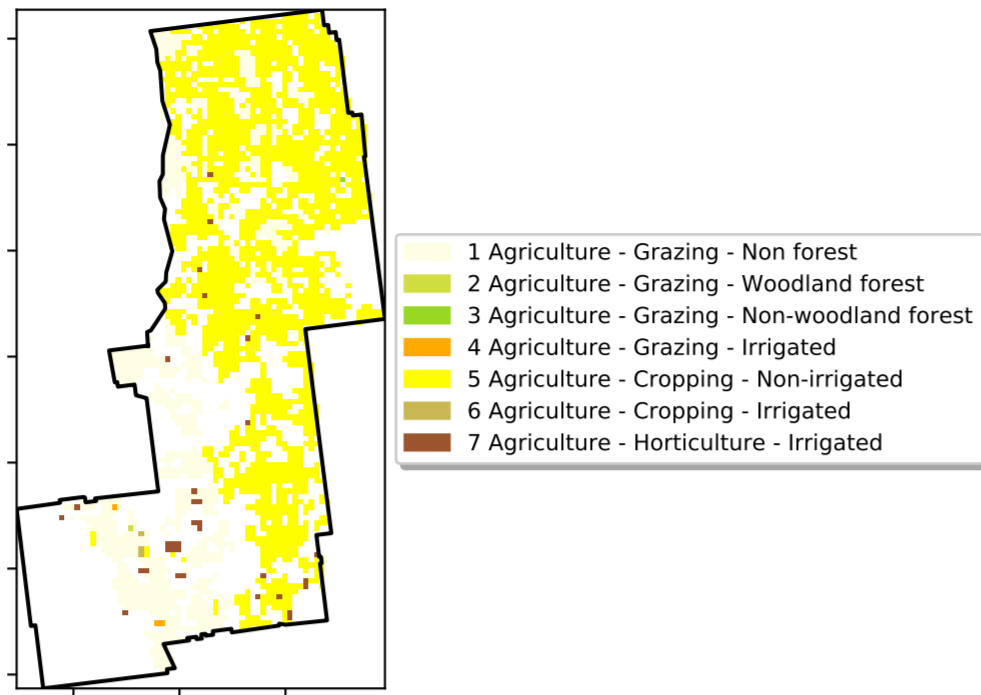 1 Agriculture - Grazing - Non forest
2 Agriculture - Grazing - Woodland forest
3 Agriculture - Grazing - Non-woodland forest
4 Agriculture - Grazing - Irrigated
5 Agriculture - Cropping - Non-irrigated
6 Agriculture - Cropping - Irrigated
7 Agriculture - Horticulture - Irrigated